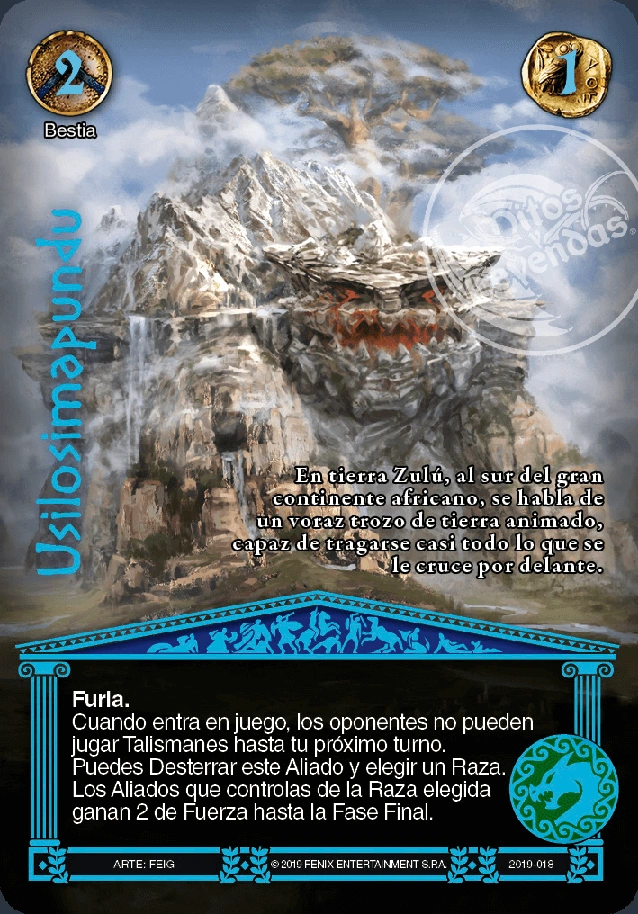 2
1
Bestia
Mitos
Leyendas
Usilosimapundu
En tierra Zulú, al sur del gran
continente africano, se habla de
un voraz trozo de tierra animado,
capaz de tragarse casi todo lo que se
le cruce por delante.
Furia.
Cuando entra en juego, los oponentes no pueden
jugar Talismanes hasta tu próximo turno.
Puedes Desterrar este Aliado y elegir un Raza.
Los Aliados que controlas de la Raza elegida
ganan 2 de Fuerza hasta la Fase Final.
ARTE: FEIG
© 2019 FENIX ENTERTAINMENT S.P.A.
2019-018